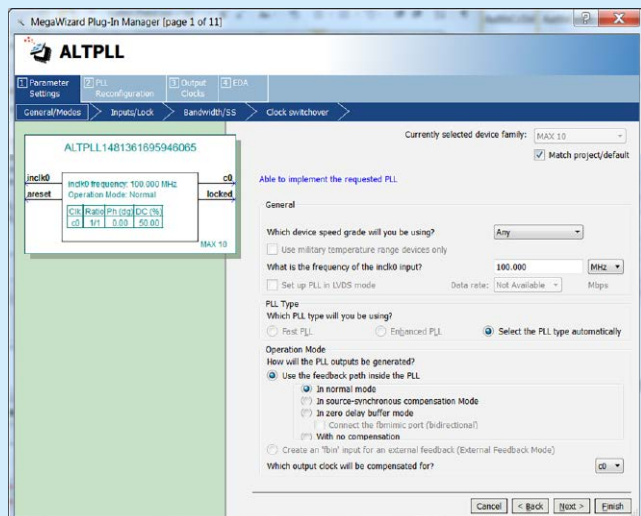 MegaWizard Plug-In Manager [page 1 of 11]
ALTPLL
1 Parameter Settings
2 PLL Reconfiguration
3 Output Clocks
4 EDA
General/Modes
Inputs/Lock
Bandwidth/SS
Clock switchover
Currently selected device family: MAX 10
Match project/default
ALTPLL1481361695946065
inclk0
areset
inclk0 frequency: 100.000 MHz
Operation Mode: Normal
Clk Ratio Ph (dg) DC (%)
c0 1/1 0.00 50.00
c0
locked
MAX 10
Able to implement the requested PLL
General
Which device speed grade will you be using? Any
Use military temperature range devices only
What is the frequency of the inclk0 input? 100.000 MHz
Set up PLL in LVDS mode Data rate: Not Available Mbps
PLL Type
Which PLL type will you be using?
Fast PLL Enhanced PLL Select the PLL type automatically
Operation Mode
How will the PLL outputs be generated?
Use the feedback path inside the PLL
In normal mode
In source-synchronous compensation Mode
In zero delay buffer mode
Connect the fbmimic port (bidirectional)
With no compensation
Create an 'fbin' input for an external feedback (External Feedback Mode)
Which output clock will be compensated for? c0
Cancel < Back Next > Finish